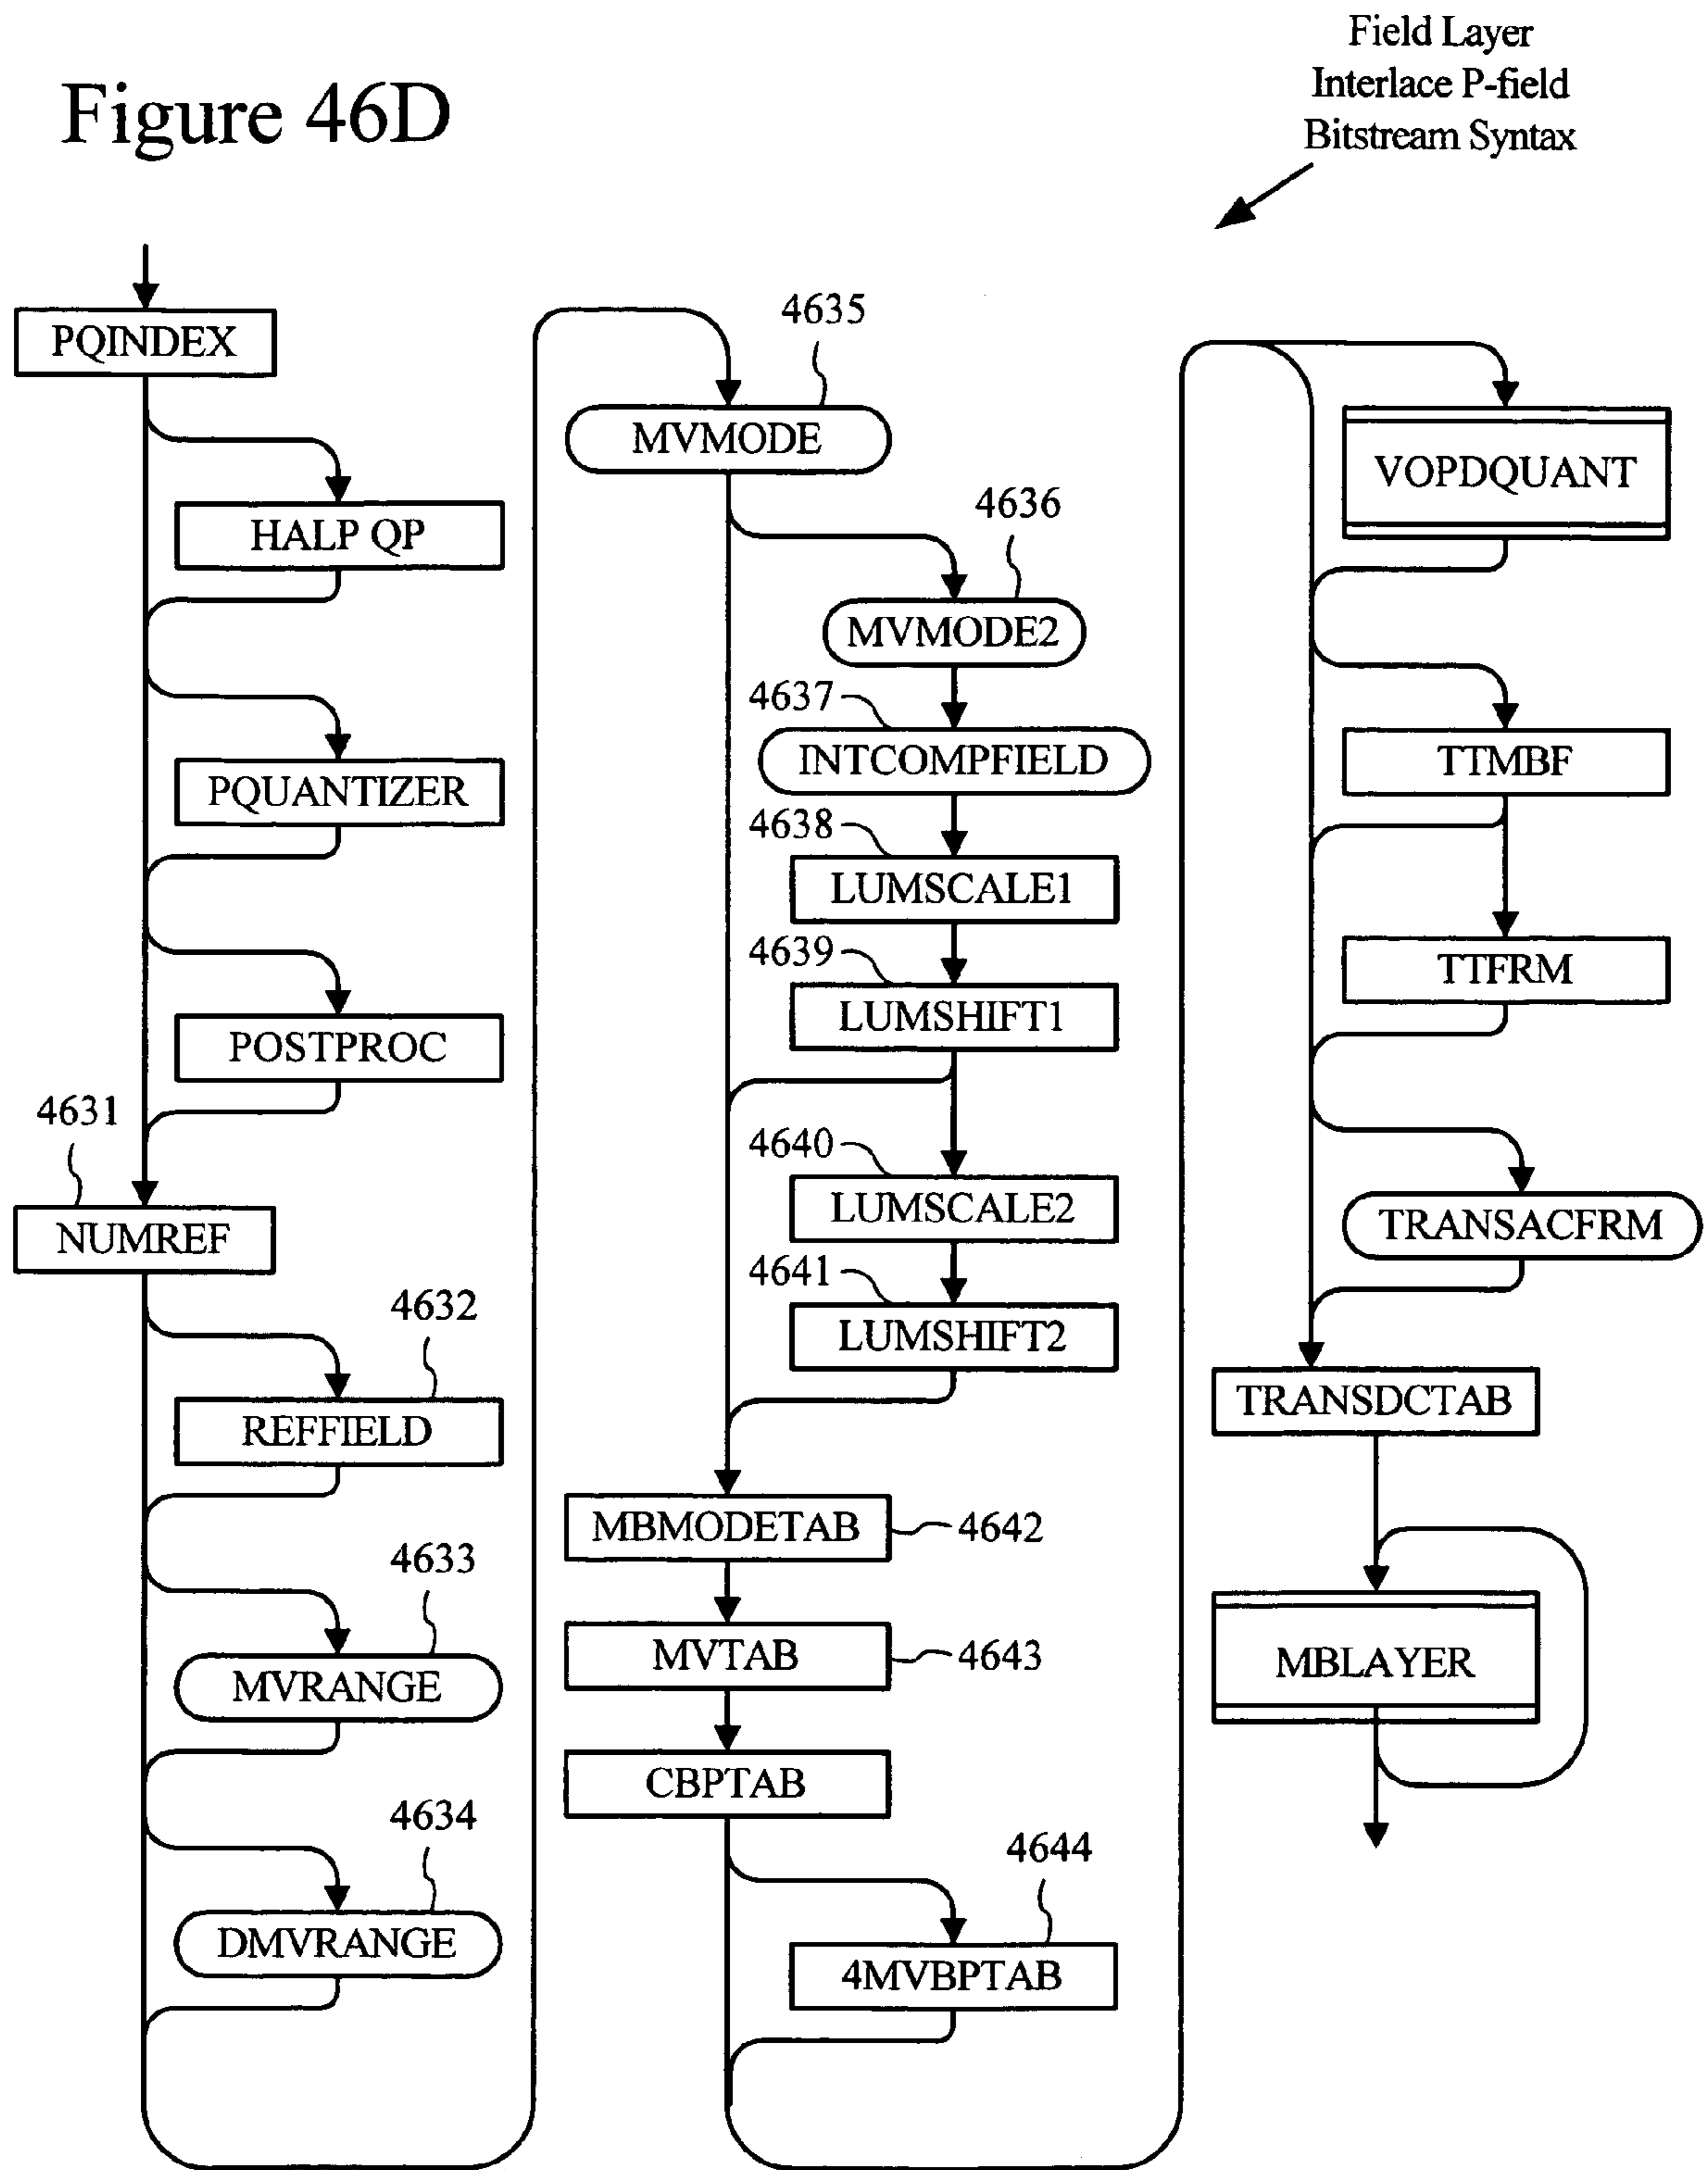 Figure 46D
Field Layer
Interlace P-field
Bitstream Syntax
PQINDEX
HALP QP
PQUANTIZER
POSTPROC
4631
NUMREF
4632
REFFIELD
4633
MVRANGE
4634
DMVRANGE
4635
MVMODE
4636
MVMODE2
4637
INTCOMPFIELD
4638
LUMSCALE1
4639
LUMSHIFT1
4640
LUMSCALE2
4641
LUMSHIFT2
MBMODETAB
4642
MVTAB
4643
CBPTAB
4644
4MVBPTAB
VOPDQUANT
TTMBF
TTFRM
TRANSACFRM
TRANSDCTAB
MBLAYER